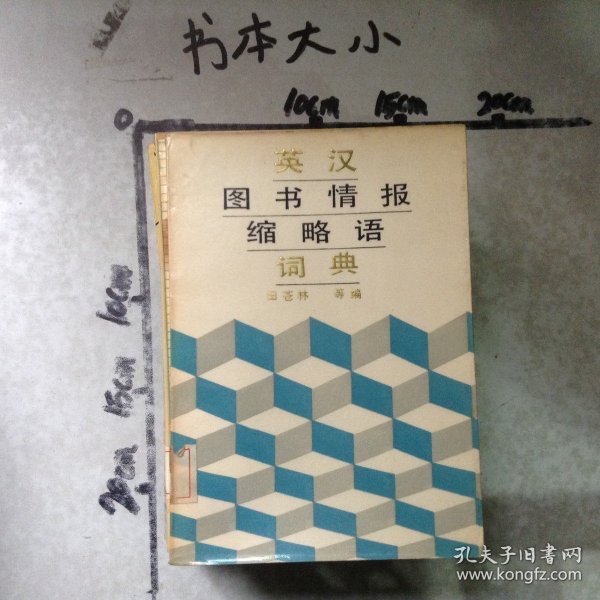 书本大小
0 10cm 15cm 20cm
英汉
图书情报
缩略语
词典
田苍林 等编
10cm
15cm
20cm
孔夫子旧书网
www.kongfz.com